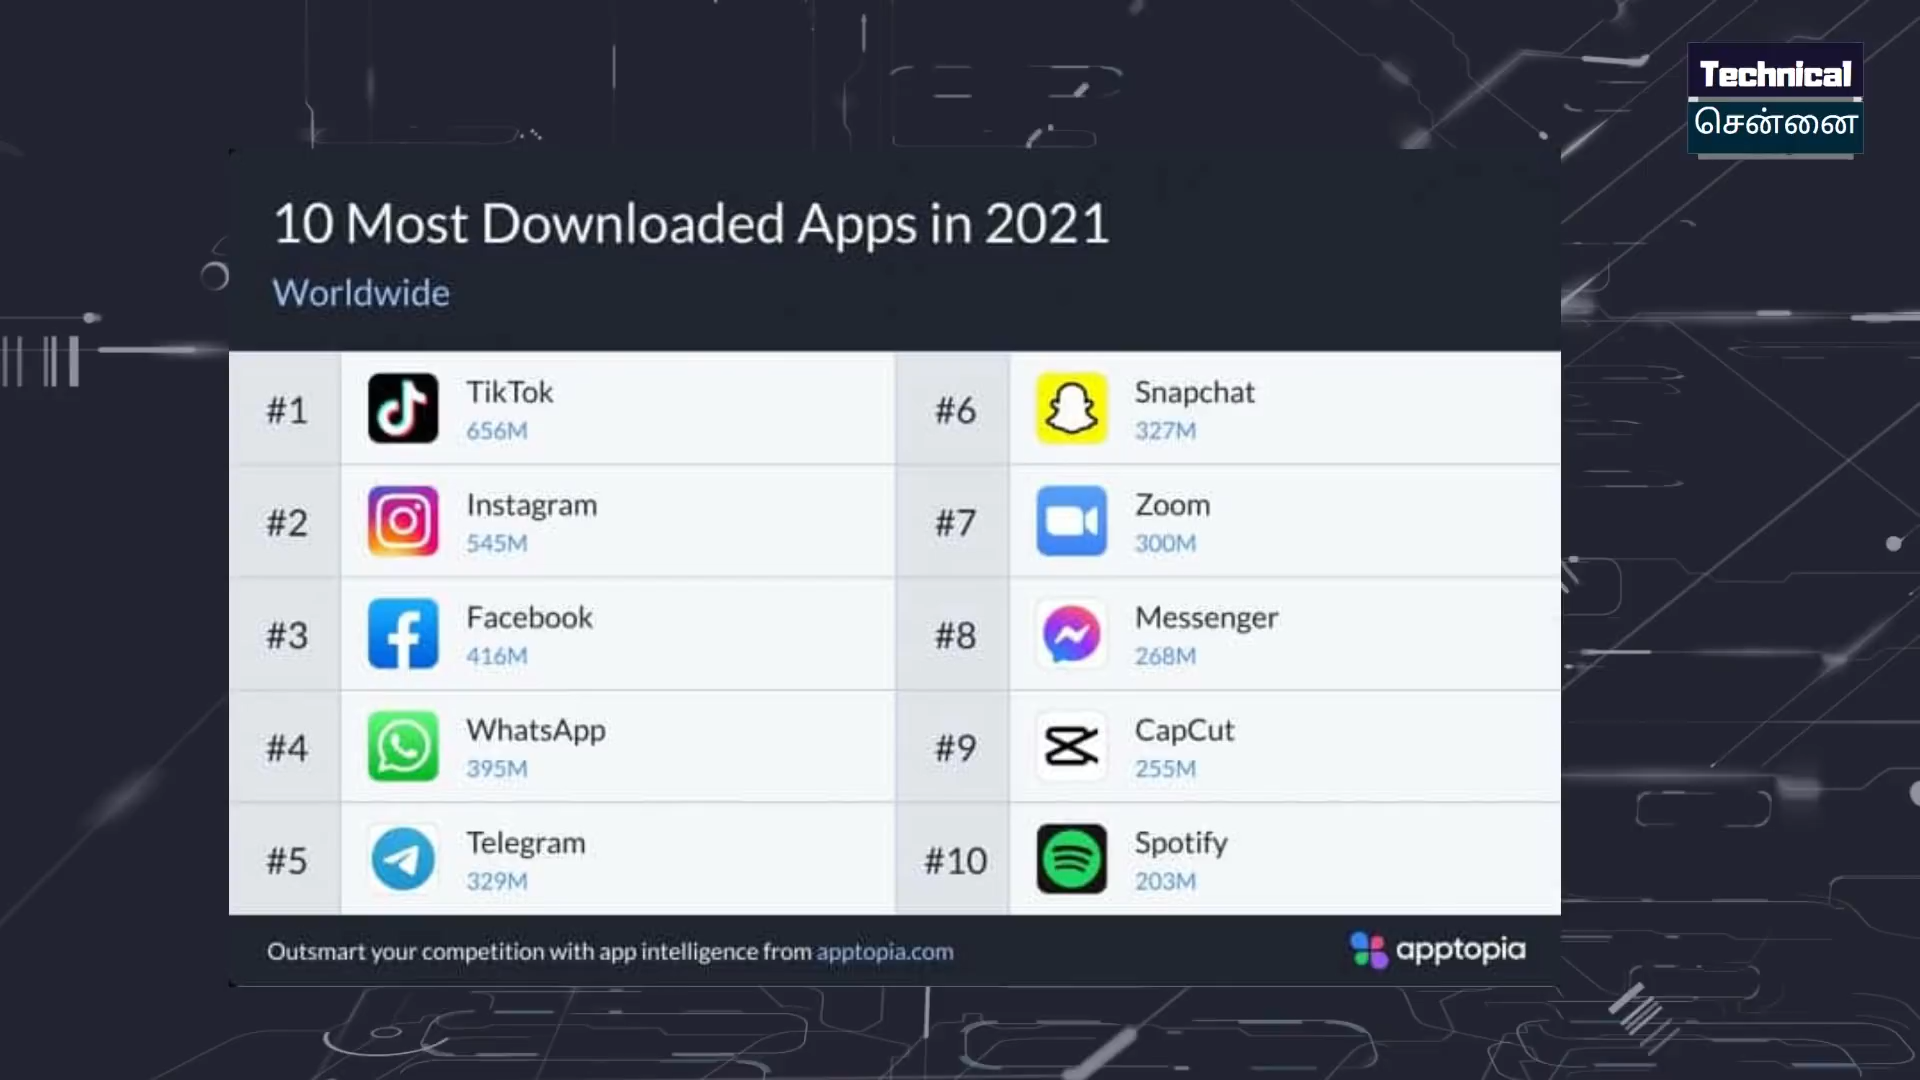 Technical
சென்னை
10 Most Downloaded Apps in 2021
Worldwide
#1
TikTok
656M
#2
Instagram
545M
#3
Facebook
416M
#4
WhatsApp
395M
#5
Telegram
329M
#6
Snapchat
327M
#7
Zoom
300M
#8
Messenger
268M
#9
CapCut
255M
#10
Spotify
203M
Outsmart your competition with app intelligence from apptopia.com
apptopia